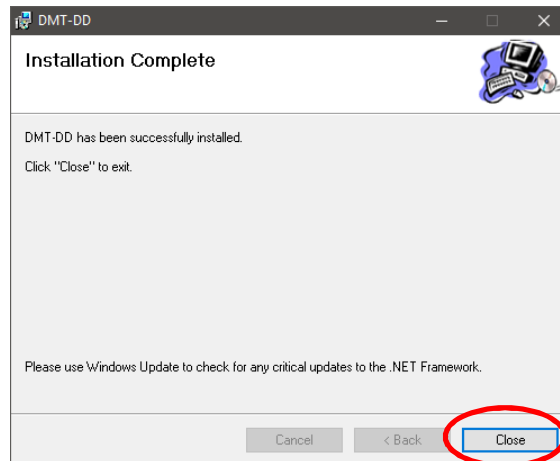 DMT-DD
Installation Complete
DMT-DD has been successfully installed.
Click "Close" to exit.
Please use Windows Update to check for any critical updates to the .NET Framework.
Cancel
< Back
Close